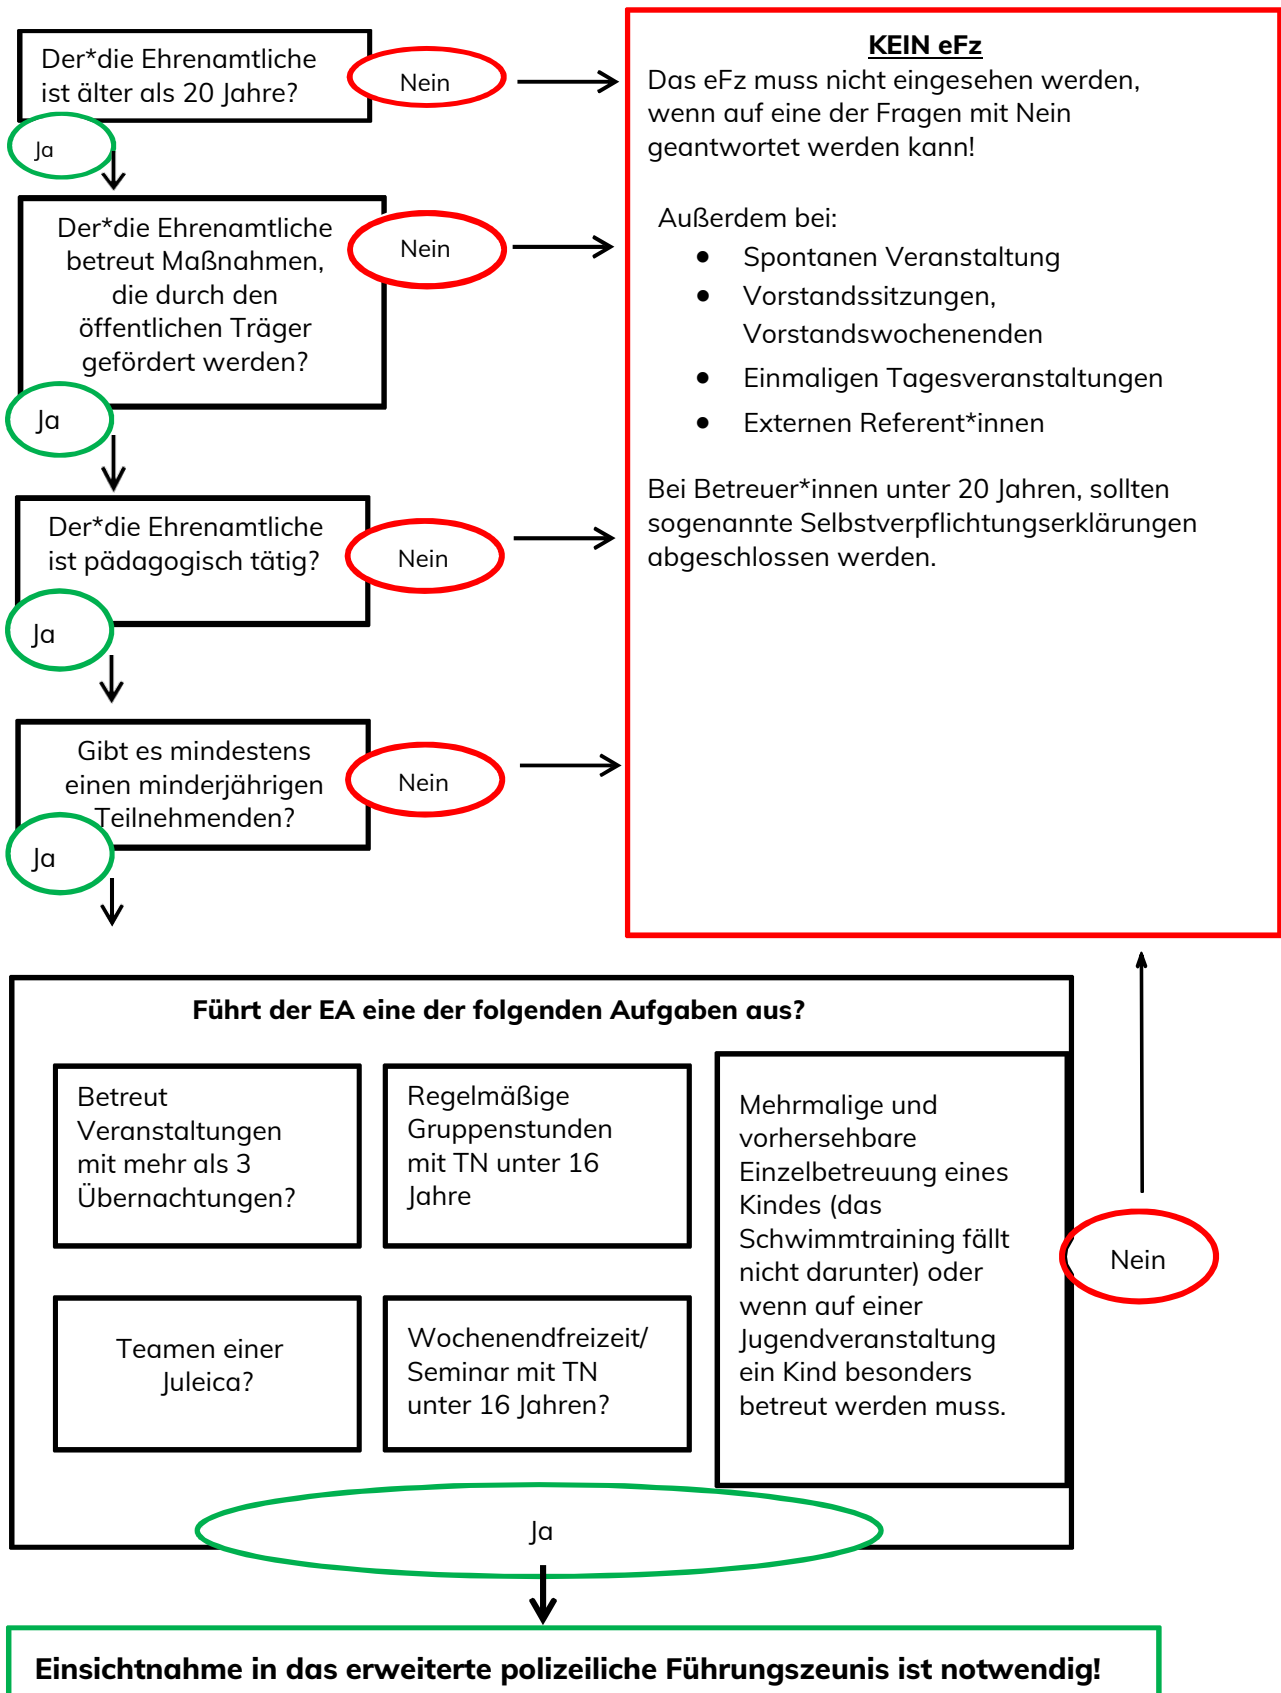 Der*die Ehrenamtliche
ist älter als 20 Jahre?
Nein
Ja
Der*die Ehrenamtliche
betreut Maßnahmen,
die durch den
öffentlichen Träger
gefördert werden?
Nein
Ja
Der*die Ehrenamtliche
ist pädagogisch tätig?
Nein
Ja
Gibt es mindestens
einen minderjährigen
Teilnehmenden?
Nein
Ja
KEIN eFz
Das eFz muss nicht eingesehen werden,
wenn auf eine der Fragen mit Nein
geantwortet werden kann!
Außerdem bei:
● Spontanen Veranstaltung
● Vorstandssitzungen,
Vorstandswochenenden
● Einmaligen Tagesveranstaltungen
● Externen Referent*innen
Bei Betreuer*innen unter 20 Jahren, sollten
sogenannte Selbstverpflichtungserklärungen
abgeschlossen werden.
Führt der EA eine der folgenden Aufgaben aus?
Betreut
Veranstaltungen
mit mehr als 3
Übernachtungen?
Regelmäßige
Gruppenstunden
mit TN unter 16
Jahre
Mehrmalige und
vorhersehbare
Einzelbetreuung eines
Kindes (das
Schwimmtraining fällt
nicht darunter) oder
wenn auf einer
Jugendveranstaltung
ein Kind besonders
betreut werden muss.
Teamen einer
Juleica?
Wochenendfreizeit/
Seminar mit TN
unter 16 Jahren?
Nein
Ja
Einsichtnahme in das erweiterte polizeiliche Führungszeunis ist notwendig!